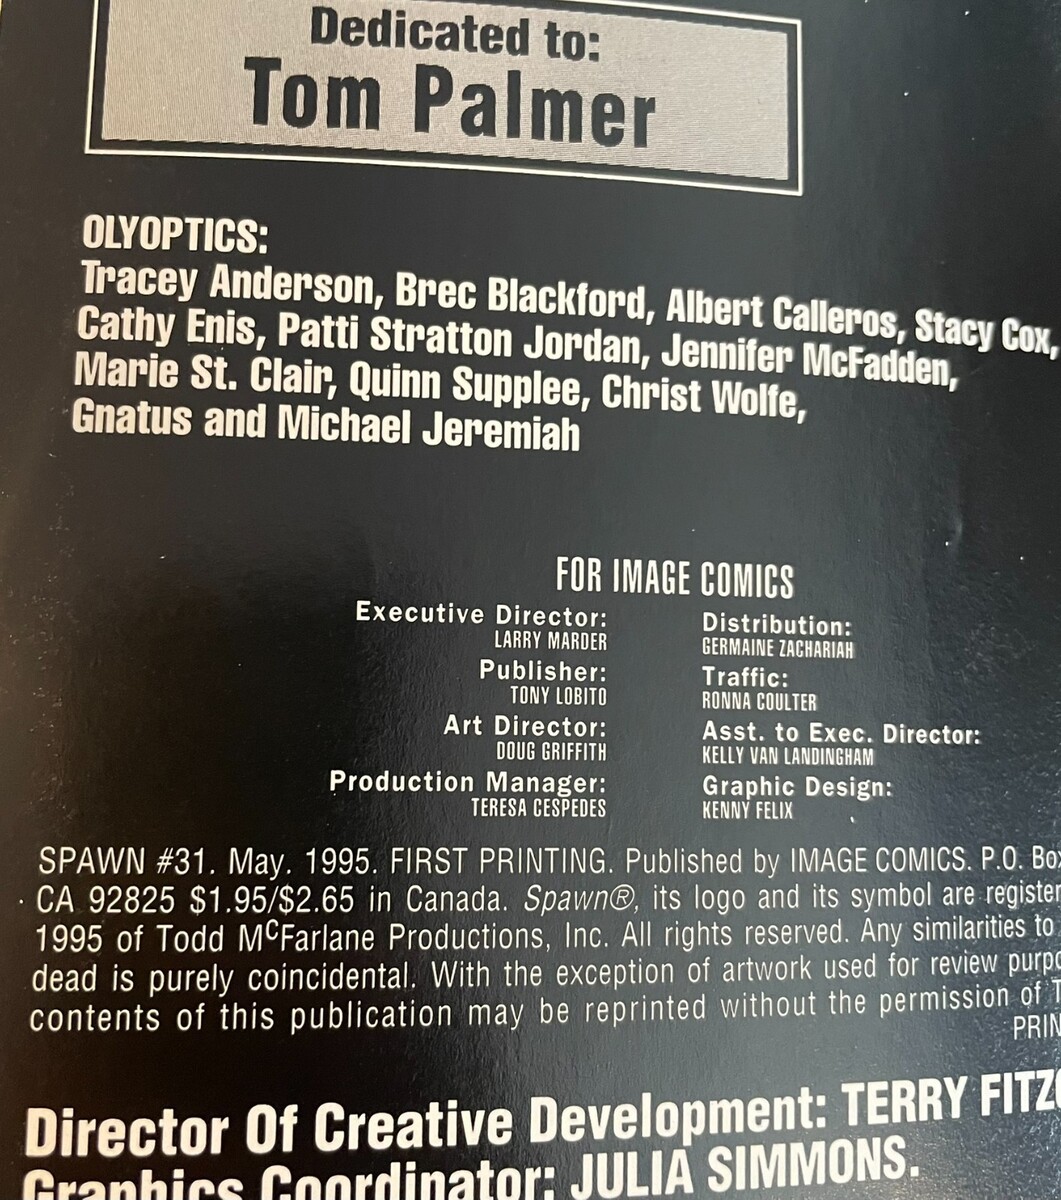 Dedicated to:
Tom Palmer
OLYOPTICS:
Tracey Anderson, Brec Blackford, Albert Calleros, Stacy Cox,
Cathy Enis, Patti Stratton Jordan, Jennifer McFadden,
Marie St. Clair, Quinn Supplee, Christ Wolfe,
Gnatus and Michael Jeremiah
FOR IMAGE COMICS
Executive Director:
LARRY MARDER
Publisher:
TONY LOBITO
Art Director:
DOUG GRIFFITH
Production Manager:
TERESA CESPEDES
Distribution:
GERMAINE ZACHARIAH
Traffic:
RONNA COULTER
Asst. to Exec. Director:
KELLY VAN LANDINGHAM
Graphic Design:
KENNY FELIX
SPAWN #31. May. 1995. FIRST PRINTING. Published by IMAGE COMICS. P.O. Box
CA 92825 $1.95/$2.65 in Canada. Spawn®, its logo and its symbol are register
1995 of Todd McFarlane Productions, Inc. All rights reserved. Any similarities to
dead is purely coincidental. With the exception of artwork used for review purpo
contents of this publication may be reprinted without the permission of T
PRIN
Director Of Creative Development: TERRY FITZ
Graphics Coordinator: JULIA SIMMONS.